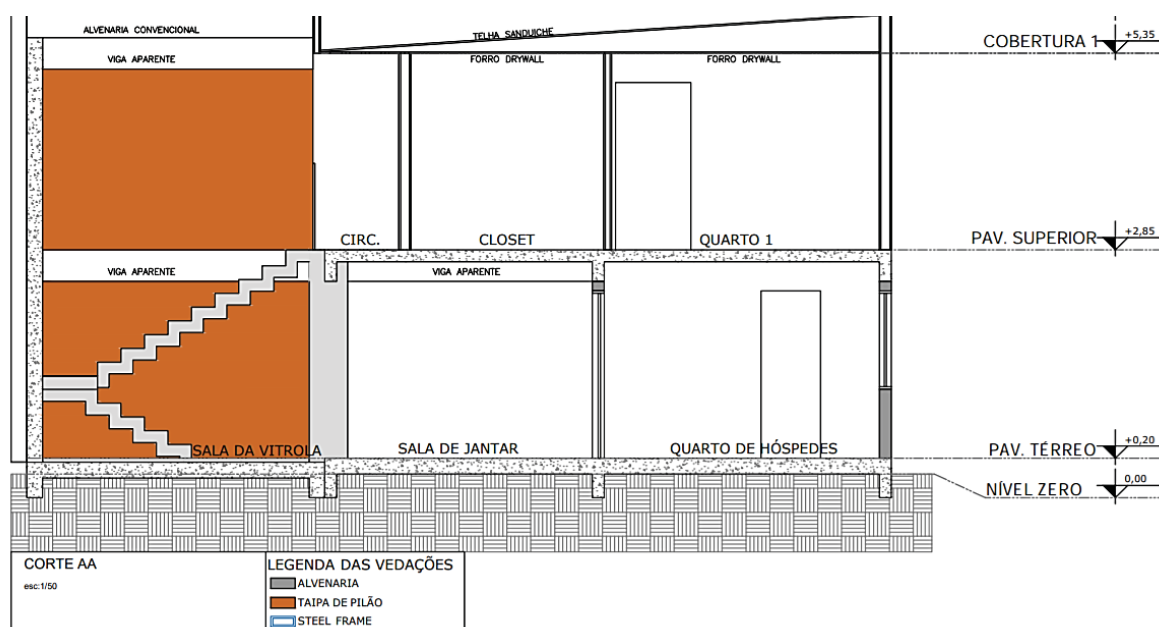 ALVENARIA CONVENCIONAL
TELHA SANDUICHE
COBERTURA 1 +5,35
VIGA APARENTE FORRO DRYWALL FORRO DRYWALL
CIRC. CLOSET QUARTO 1 PAV. SUPERIOR +2,85
VIGA APARENTE VIGA APARENTE
SALA DA VITROLA SALA DE JANTAR QUARTO DE HÓSPEDES PAV. TÉRREO +0,20
NÍVEL ZERO 0,00
CORTE AA
esc:1/50
LEGENDA DAS VEDAÇÕES
ALVENARIA
TAIPA DE PILÃO
STEEL FRAME